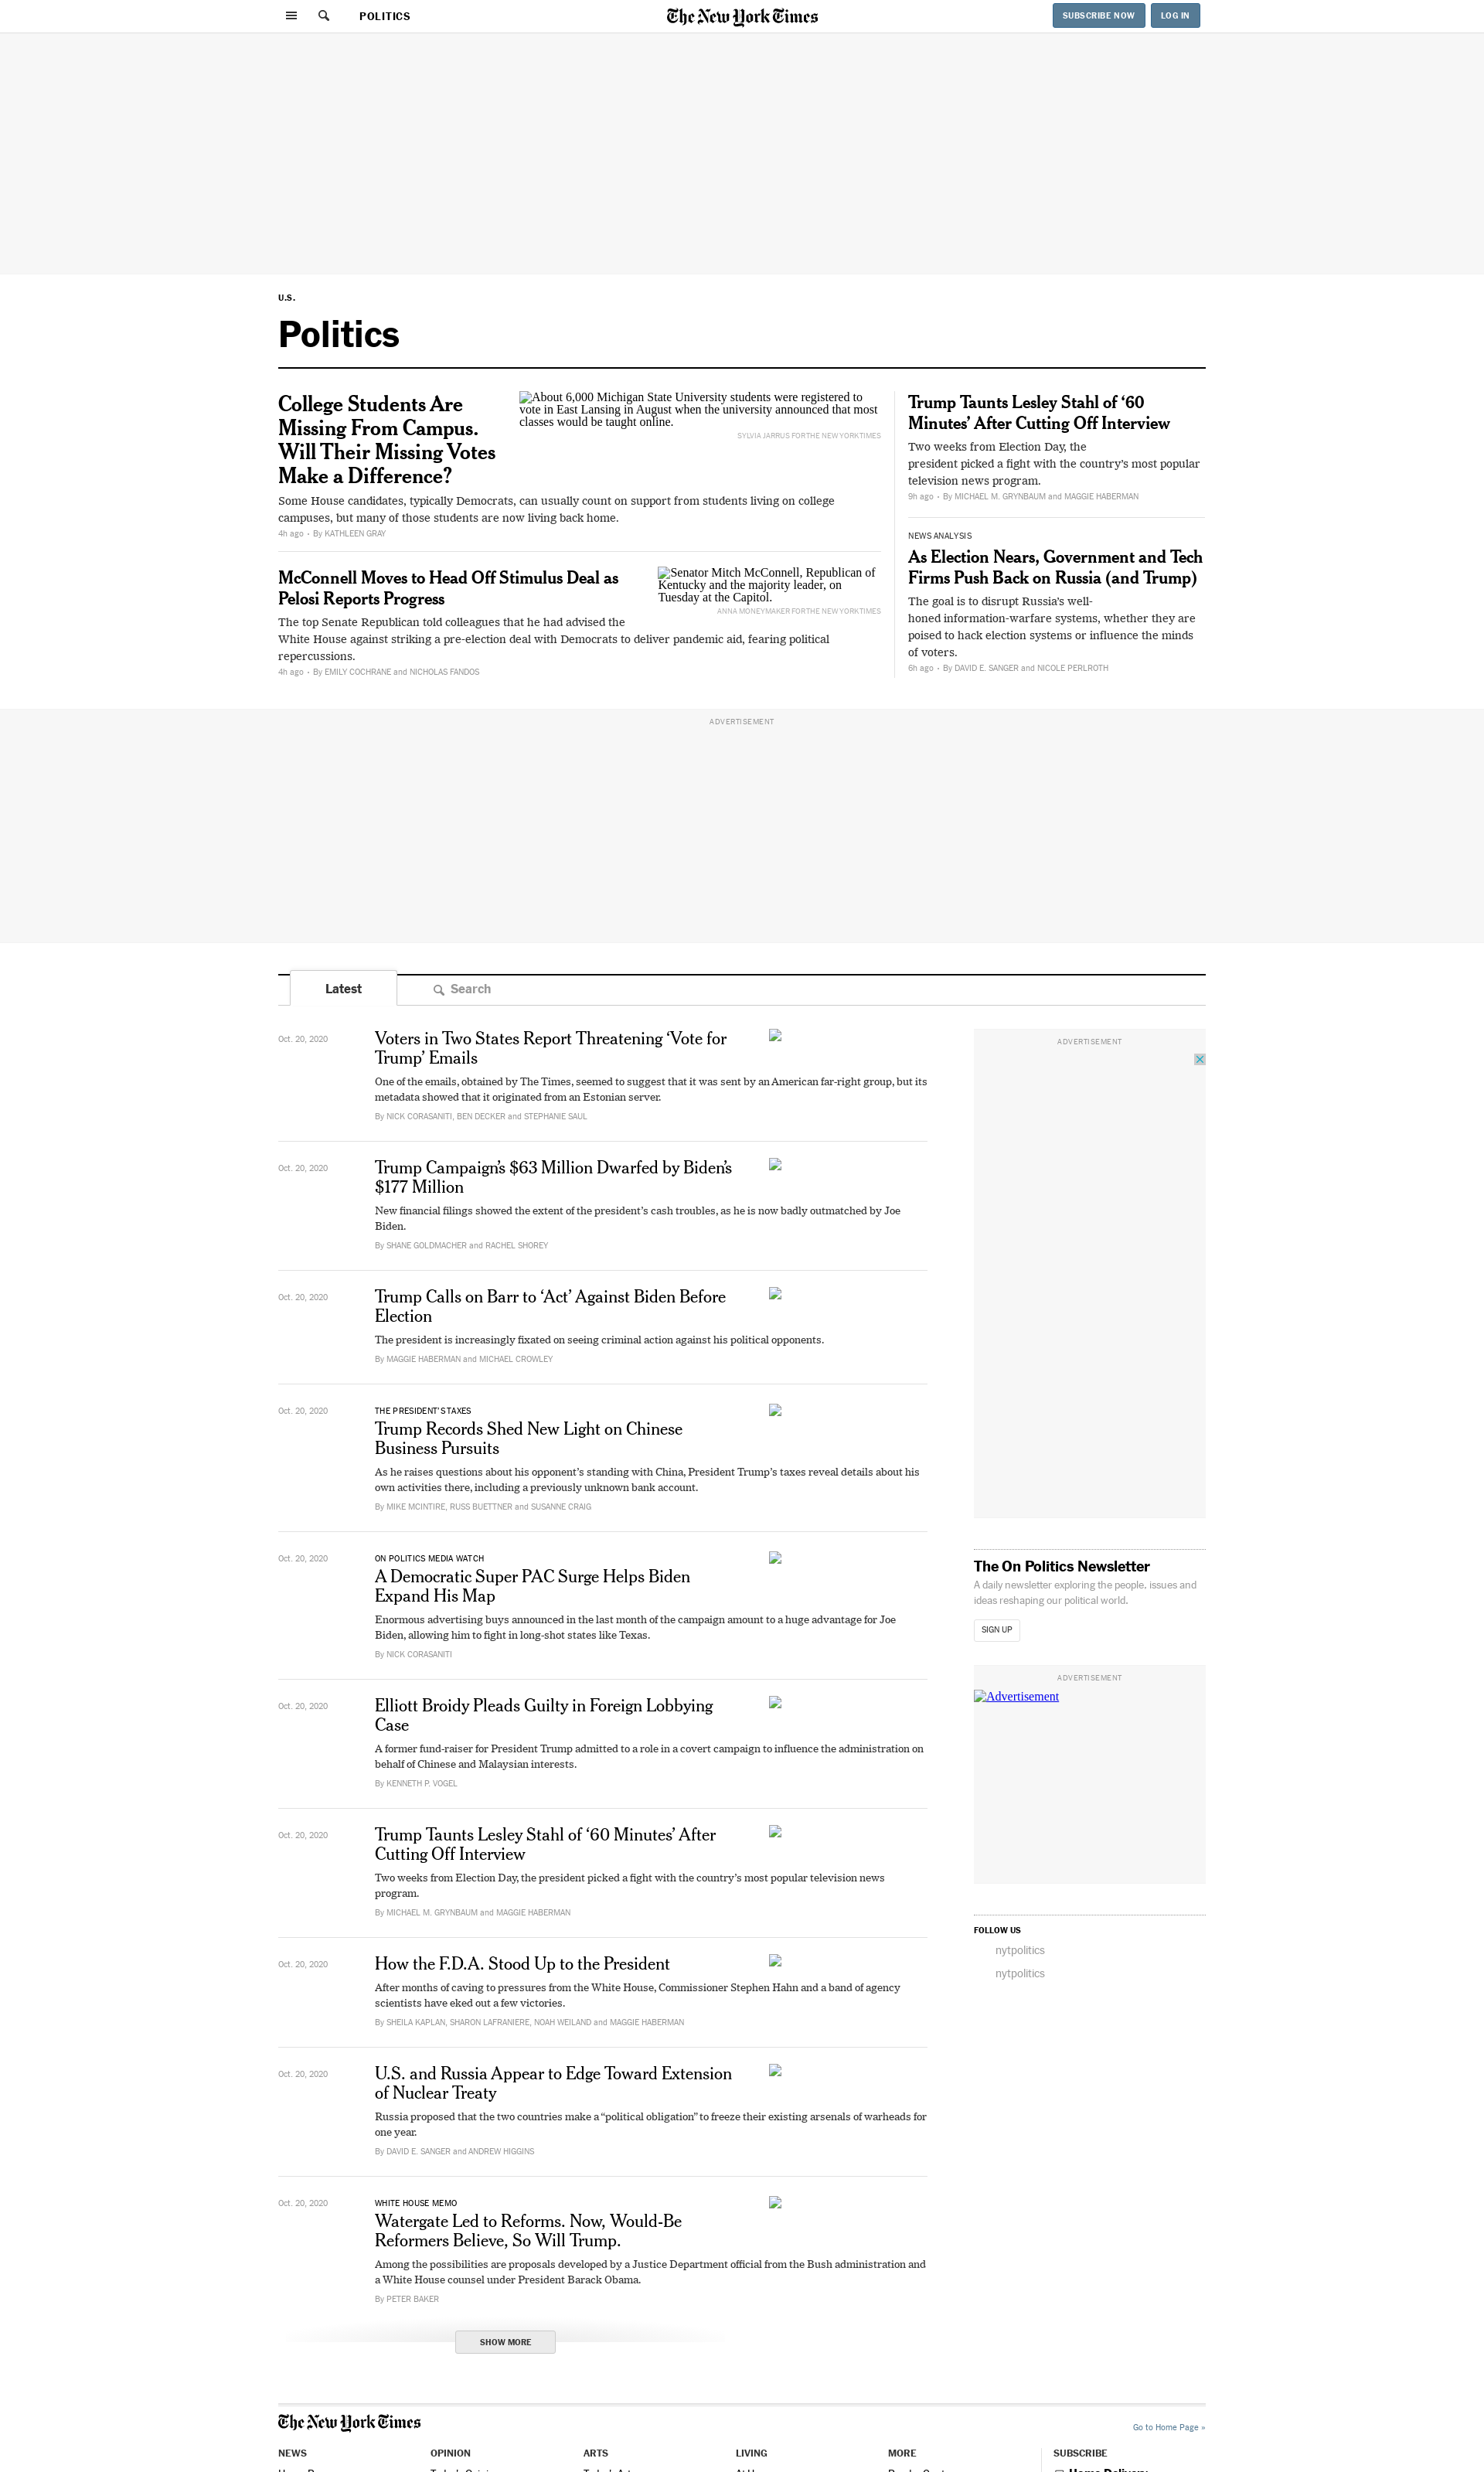 POLITICS
The New York Times
SUBSCRIBE NOW
LOG IN
U.S.
Politics
College Students Are
Missing From Campus.
Will Their Missing Votes
Make a Difference?
About 6,000 Michigan State University students were registered to
vote in East Lansing in August when the university announced that most
classes would be taught online.
SYLVIA JARRUS FOR THE NEW YORK TIMES
Some House candidates, typically Democrats, can usually count on support from students living on college
campuses, but many of those students are now living back home.
4h ago • By KATHLEEN GRAY
McConnell Moves to Head Off Stimulus Deal as
Pelosi Reports Progress
Senator Mitch McConnell, Republican of
Kentucky and the majority leader, on
Tuesday at the Capitol.
ANNA MONEYMAKER FOR THE NEW YORK TIMES
The top Senate Republican told colleagues that he had advised the
White House against striking a pre-election deal with Democrats to deliver pandemic aid, fearing political
repercussions.
4h ago • By EMILY COCHRANE and NICHOLAS FANDOS
Trump Taunts Lesley Stahl of ‘60
Minutes’ After Cutting Off Interview
Two weeks from Election Day, the
president picked a fight with the country’s most popular
television news program.
9h ago • By MICHAEL M. GRYNBAUM and MAGGIE HABERMAN
NEWS ANALYSIS
As Election Nears, Government and Tech
Firms Push Back on Russia (and Trump)
The goal is to disrupt Russia’s well-
honed information-warfare systems, whether they are
poised to hack election systems or influence the minds
of voters.
6h ago • By DAVID E. SANGER and NICOLE PERLROTH
ADVERTISEMENT
Latest
Search
Oct. 20, 2020
Voters in Two States Report Threatening ‘Vote for
Trump’ Emails
One of the emails, obtained by The Times, seemed to suggest that it was sent by an American far-right group, but its
metadata showed that it originated from an Estonian server.
By NICK CORASANITI, BEN DECKER and STEPHANIE SAUL
Oct. 20, 2020
Trump Campaign’s $63 Million Dwarfed by Biden’s
$177 Million
New financial filings showed the extent of the president’s cash troubles, as he is now badly outmatched by Joe
Biden.
By SHANE GOLDMACHER and RACHEL SHOREY
Oct. 20, 2020
Trump Calls on Barr to ‘Act’ Against Biden Before
Election
The president is increasingly fixated on seeing criminal action against his political opponents.
By MAGGIE HABERMAN and MICHAEL CROWLEY
Oct. 20, 2020
THE PRESIDENT’S TAXES
Trump Records Shed New Light on Chinese
Business Pursuits
As he raises questions about his opponent’s standing with China, President Trump’s taxes reveal details about his
own activities there, including a previously unknown bank account.
By MIKE MCINTIRE, RUSS BUETTNER and SUSANNE CRAIG
Oct. 20, 2020
ON POLITICS MEDIA WATCH
A Democratic Super PAC Surge Helps Biden
Expand His Map
Enormous advertising buys announced in the last month of the campaign amount to a huge advantage for Joe
Biden, allowing him to fight in long-shot states like Texas.
By NICK CORASANITI
Oct. 20, 2020
Elliott Broidy Pleads Guilty in Foreign Lobbying
Case
A former fund-raiser for President Trump admitted to a role in a covert campaign to influence the administration on
behalf of Chinese and Malaysian interests.
By KENNETH P. VOGEL
Oct. 20, 2020
Trump Taunts Lesley Stahl of ‘60 Minutes’ After
Cutting Off Interview
Two weeks from Election Day, the president picked a fight with the country’s most popular television news
program.
By MICHAEL M. GRYNBAUM and MAGGIE HABERMAN
Oct. 20, 2020
How the F.D.A. Stood Up to the President
After months of caving to pressures from the White House, Commissioner Stephen Hahn and a band of agency
scientists have eked out a few victories.
By SHEILA KAPLAN, SHARON LAFRANIERE, NOAH WEILAND and MAGGIE HABERMAN
Oct. 20, 2020
U.S. and Russia Appear to Edge Toward Extension
of Nuclear Treaty
Russia proposed that the two countries make a “political obligation” to freeze their existing arsenals of warheads for
one year.
By DAVID E. SANGER and ANDREW HIGGINS
Oct. 20, 2020
WHITE HOUSE MEMO
Watergate Led to Reforms. Now, Would-Be
Reformers Believe, So Will Trump.
Among the possibilities are proposals developed by a Justice Department official from the Bush administration and
a White House counsel under President Barack Obama.
By PETER BAKER
SHOW MORE
ADVERTISEMENT
The On Politics Newsletter
A daily newsletter exploring the people, issues and
ideas reshaping our political world.
SIGN UP
ADVERTISEMENT
Advertisement
FOLLOW US
nytpolitics
nytpolitics
The New York Times
Go to Home Page »
NEWS
OPINION
ARTS
LIVING
MORE
SUBSCRIBE